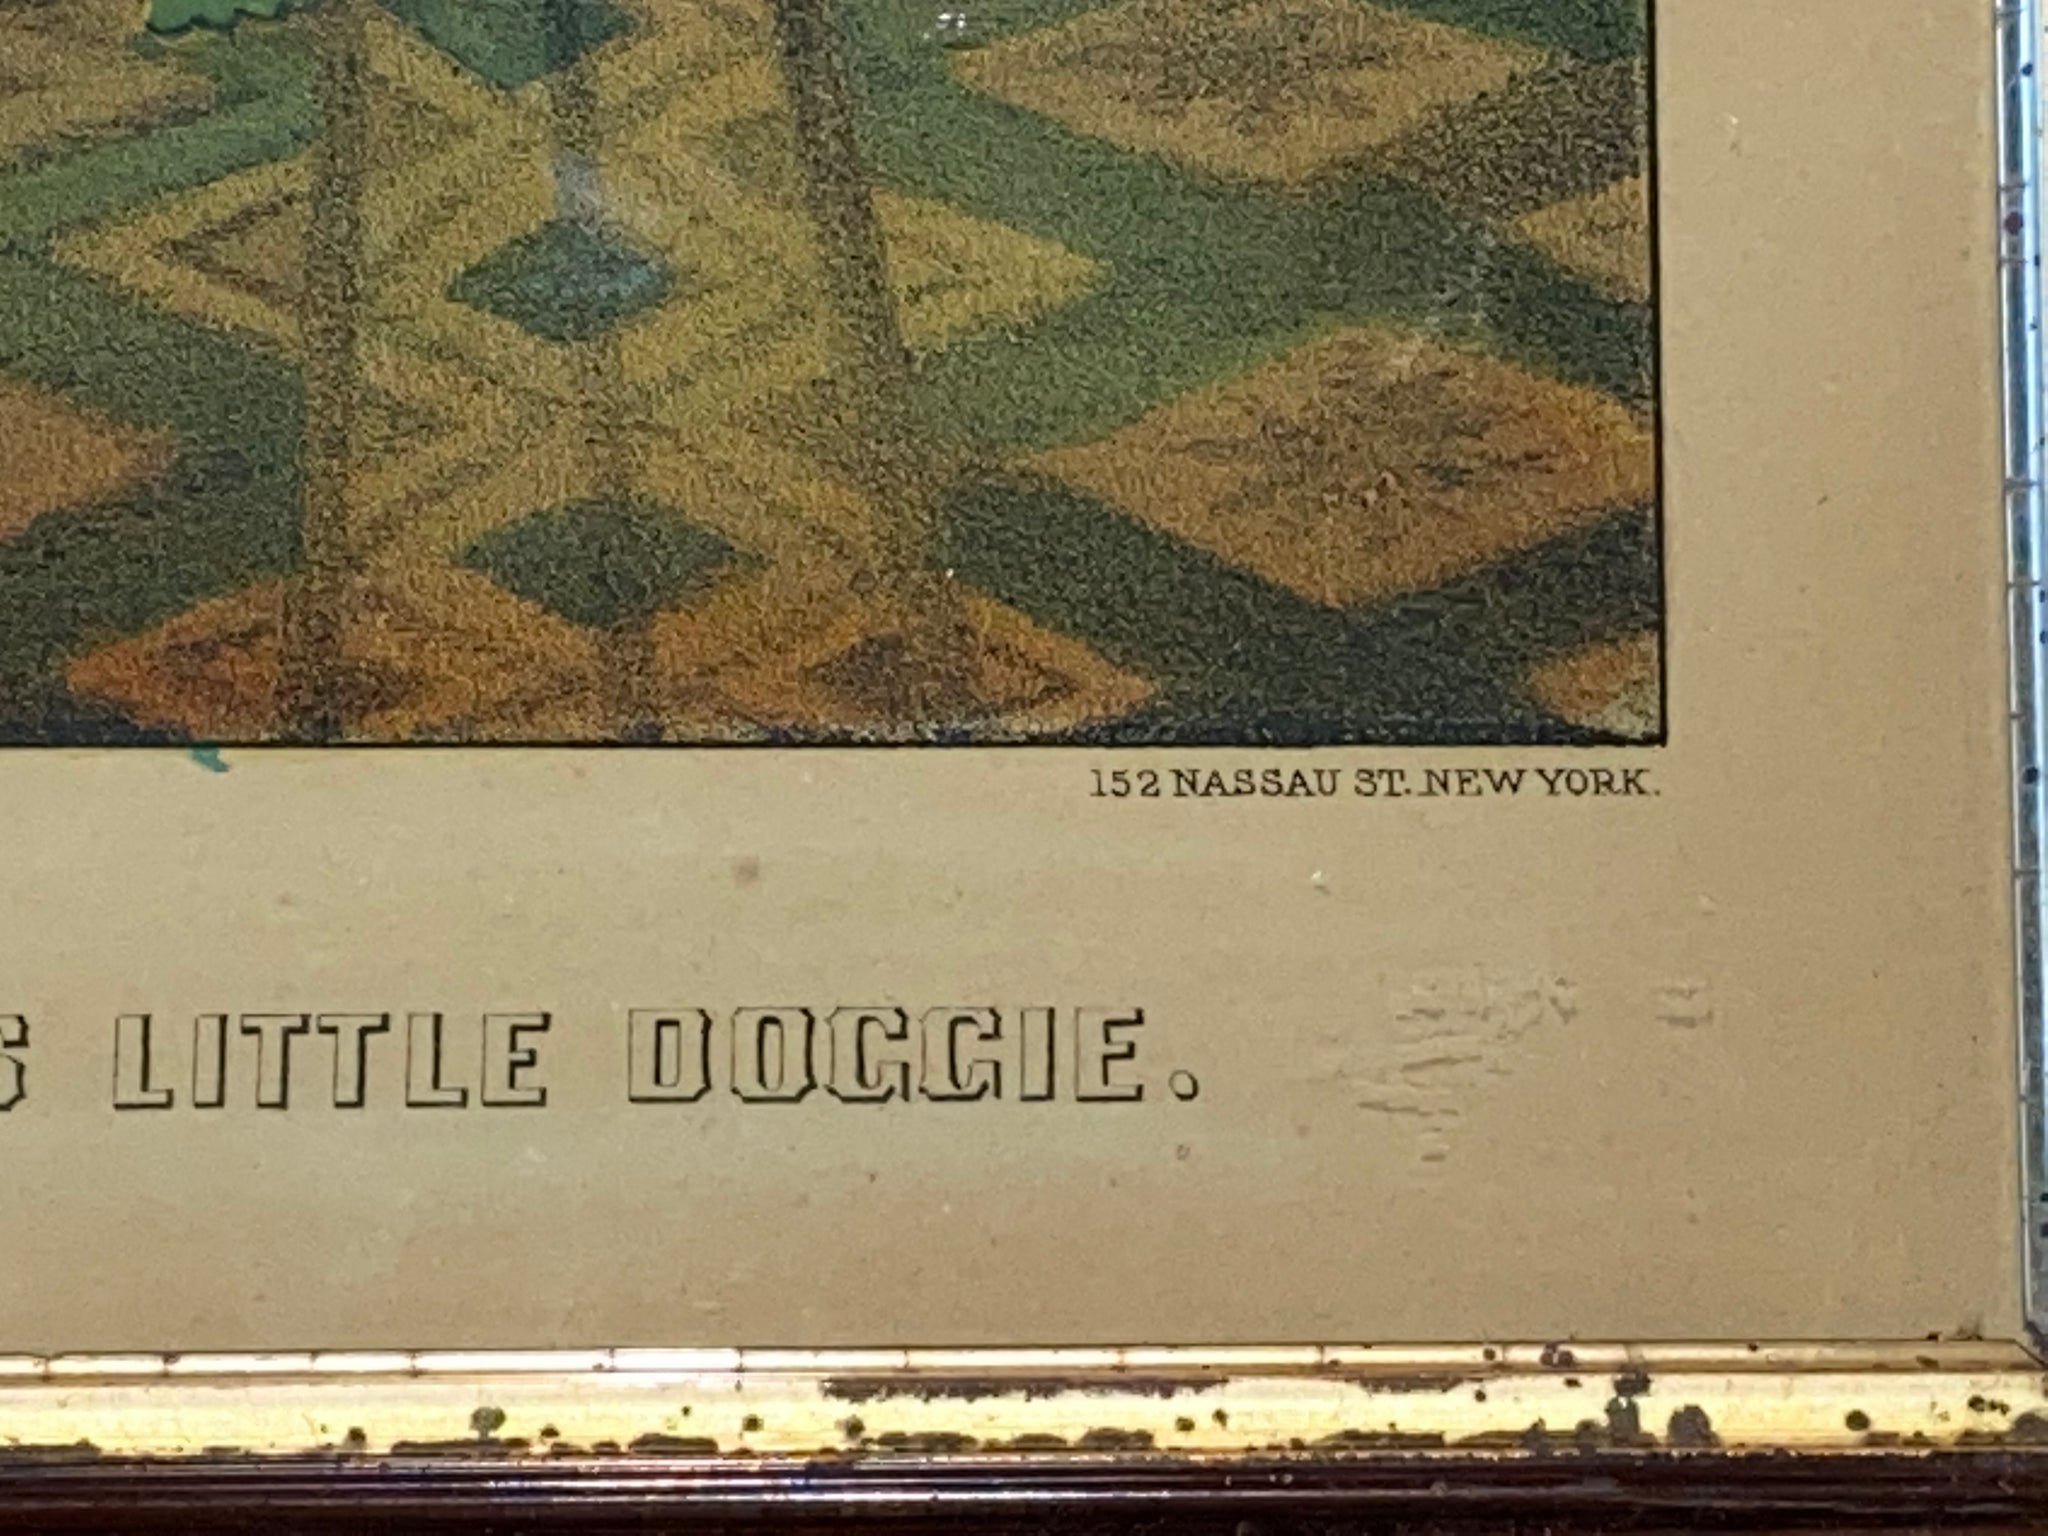 152 NASSAU ST. NEW YORK.
S LITTLE DOGGIE.